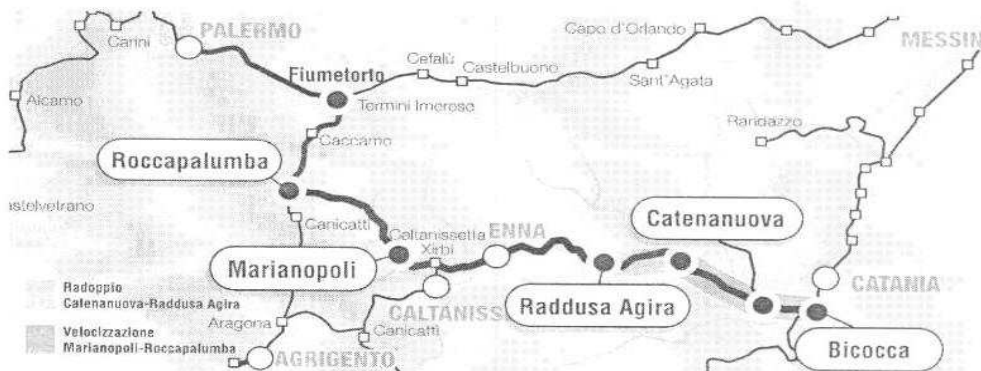 PALERMO
Carini
Capo d'Orlando
MESSIN
Cefalù
Castelbuono
Sant'Agata
Fiumetorto
Alcamo
Termini Imerese
Randazzo
Caccamo
Roccapalumba
Catenanuova
astelvetrano
Canicattì
Caltanissetta
Xirbi
ENNA
Marianopoli
CATANIA
Raddusa Agira
Radoppio
Catenanuova-Raddusa Agira
CALTANISS
Aragona
Canicattì
Velocizzazione
Marianopoli-Roccapalumba
Bicocca
AGRIGENTO